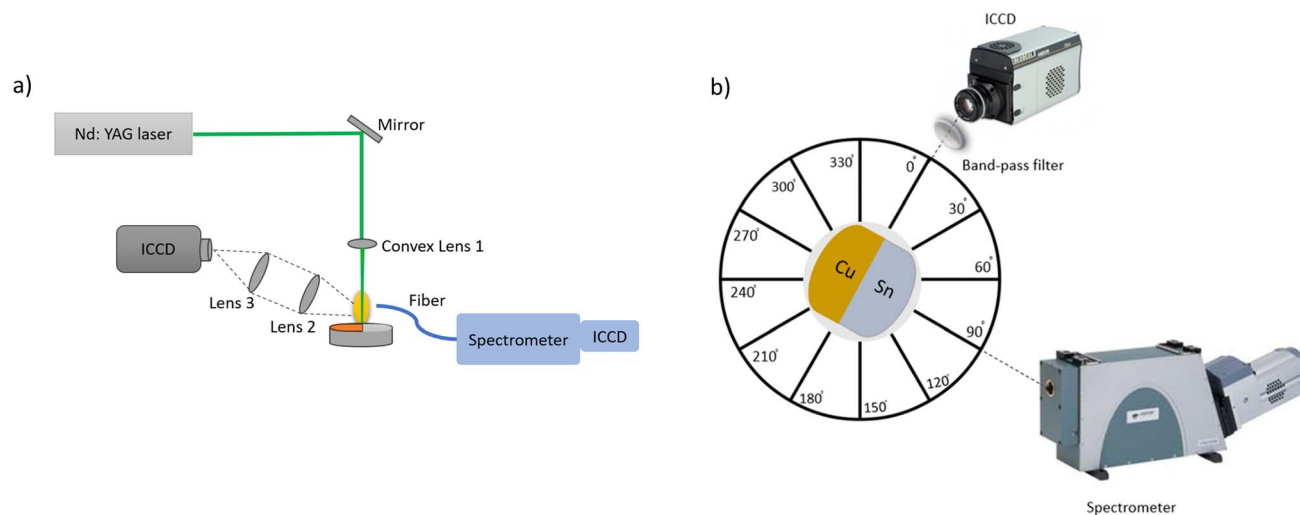 a)
Nd: YAG laser
Mirror
Convex Lens 1
ICCD
Lens 3
Lens 2
Fiber
Spectrometer
ICCD
b)
ICCD
Band-pass filter
0°
30°
60°
90°
120°
150°
180°
210°
240°
270°
300°
330°
Cu
Sn
Spectrometer